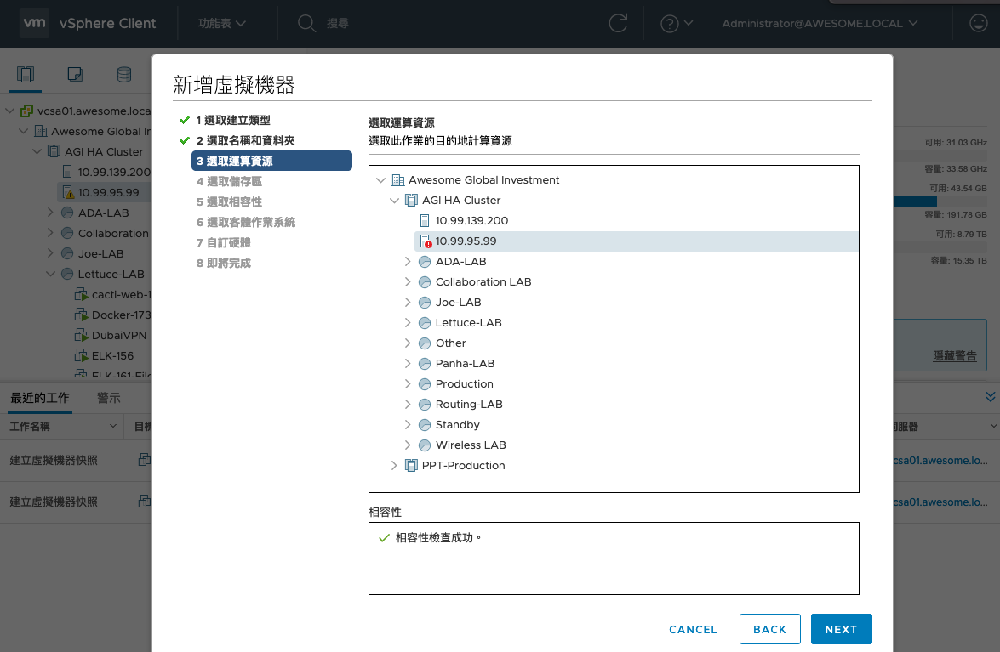 vm vSphere Client 功能表 搜尋 Administrator@AWESOME.LOCAL
vcsa01.awesome.loca
Awesome Global In
AGI HA Cluster
10.99.139.200
10.99.95.99
ADA-LAB
Collaboration
Joe-LAB
Lettuce-LAB
cacti-web-1
Docker-173
DubaiVPN
ELK-156
ELK-161-File
新增虛擬機器
1 選取建立類型
2 選取名稱和資料夾
3 選取運算資源
4 選取儲存區
5 選取相容性
6 選取客體作業系統
7 自訂硬體
8 即將完成
選取運算資源
選取此作業的目的地計算資源
Awesome Global Investment
AGI HA Cluster
10.99.139.200
10.99.95.99
ADA-LAB
Collaboration LAB
Joe-LAB
Lettuce-LAB
Other
Panha-LAB
Production
Routing-LAB
Standby
Wireless LAB
PPT-Production
相容性
相容性檢查成功。
CANCEL BACK NEXT
可用: 31.03 GHz
容量: 33.58 GHz
可用: 43.54 GB
容量: 191.78 GB
可用: 8.79 TB
容量: 15.35 TB
隱藏警告
最近的工作 警示
工作名稱 目標 伺服器
建立虛擬機器快照 csa01.awesome.lo...
建立虛擬機器快照 csa01.awesome.lo...